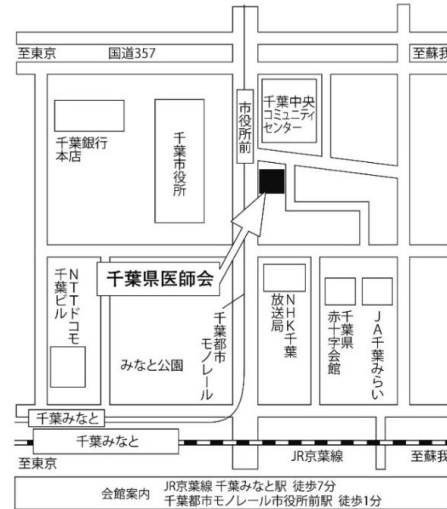 至東京
国道357
至蘇我
千葉銀行
本店
千葉市役所
市役所前
千葉中央
コミュニティ
センター
千葉県医師会
NTTドコモ
千葉ビル
みなと公園
千葉都市
モノレール
NHK千葉
放送局
千葉県
赤十字会館
JA千葉みらい
千葉みなと
千葉みなと
至東京
JR京葉線
至蘇我
会館案内
JR京葉線 千葉みなと駅 徒歩7分
千葉都市モノレール市役所前駅 徒歩1分